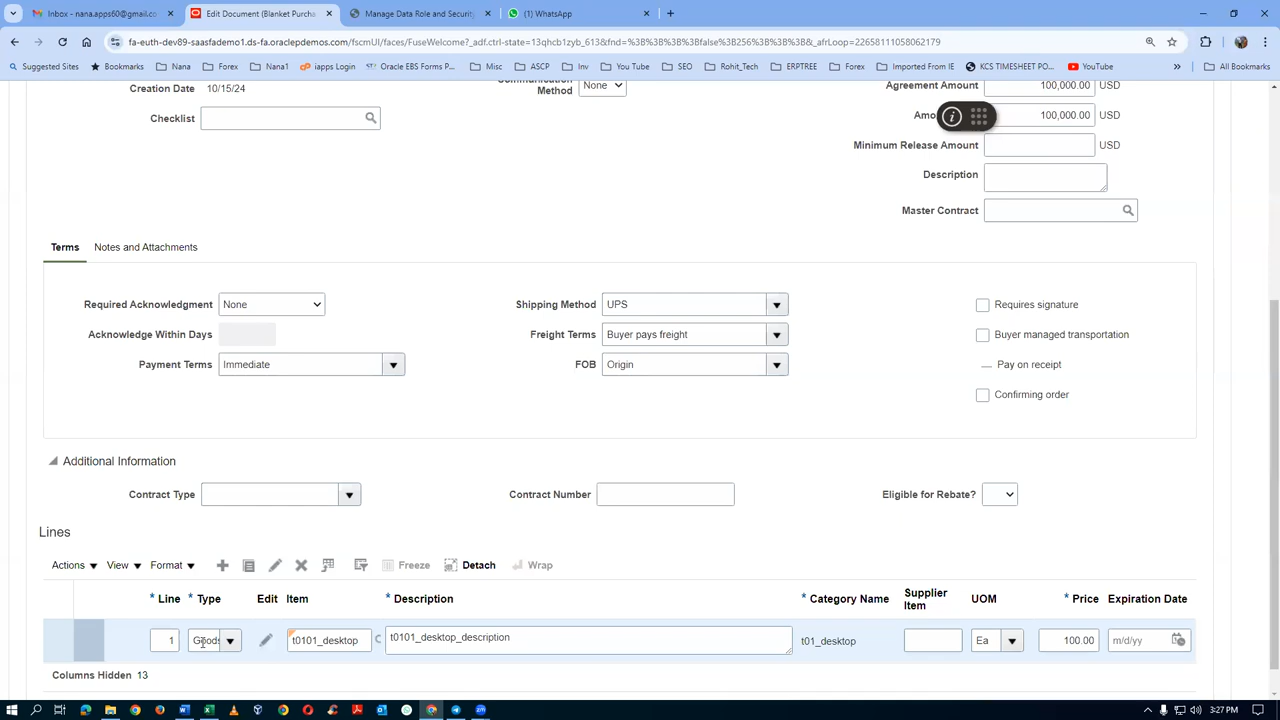 Inbox - nana.apps60@gmail.co
Edit Document (Blanket Purcha
Manage Data Role and Securit
(1) WhatsApp
fa-euth-dev89-saasfademo1.ds-fa.oraclepdemos.com/fscmUI/faces/FuseWelcome?_adf.ctrl-state=13qhcb1zyb_613&fnd=%3B%3B%3B%3Bfalse%3B256%3B%3B%3B&_afrLoop=22658111058062179
Suggested Sites
Bookmarks
Nana
Forex
Nana1
iapps Login
Oracle EBS Forms P...
Misc
ASCP
Inv
You Tube
SEO
Rohit_Tech
ERPTREE
Forex
Imported From IE
KCS TIMESHEET PO...
YouTube
All Bookmarks
Creation Date 10/15/24
Communication Method None
Agreement Amount 100,000.00 USD
Checklist
Amo 100,000.00 USD
Minimum Release Amount USD
Description
Master Contract
Terms Notes and Attachments
Required Acknowledgment None
Shipping Method UPS
Requires signature
Acknowledge Within Days
Freight Terms Buyer pays freight
Buyer managed transportation
Payment Terms Immediate
FOB Origin
Pay on receipt
Confirming order
Additional Information
Contract Type
Contract Number
Eligible for Rebate?
Lines
Actions View Format Freeze Detach Wrap
* Line * Type Edit Item * Description * Category Name Supplier Item UOM * Price Expiration Date
1 Goods t0101_desktop t0101_desktop_description t01_desktop Ea 100.00 m/d/yy
Columns Hidden 13
3:27 PM